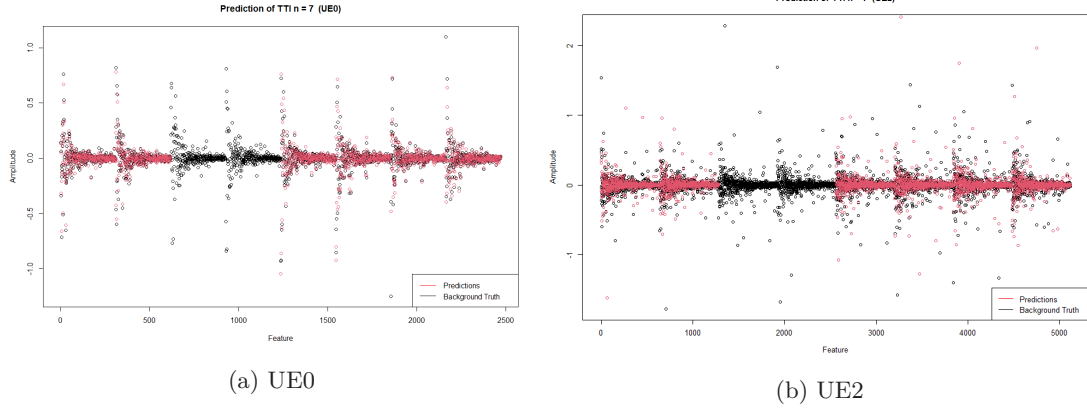 Prediction of TTI n = 7 (UE0)
Amplitude
1.0
0.5
0.0
-0.5
-1.0
Predictions
Background Truth
0 500 1000 1500 2000 2500
Feature
(a) UE0
Amplitude
2
1
0
-1
Predictions
Background Truth
0 1000 2000 3000 4000 5000
Feature
(b) UE2